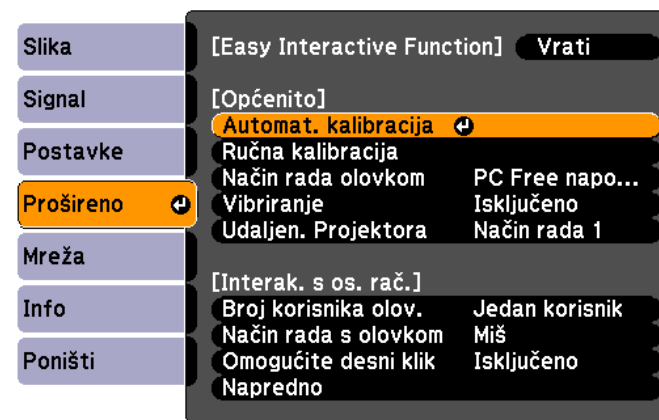 Slika
Signal
Postavke
Prošireno
Mreža
Info
Poništi
[Easy Interactive Function] Vrati
[Općenito]
Automat. kalibracija
Ručna kalibracija
Način rada olovkom PC Free napo...
Vibriranje Isključeno
Udaljen. Projektora Način rada 1
[Interak. s os. rač.]
Broj korisnika olov. Jedan korisnik
Način rada s olovkom Miš
Omogućite desni klik Isključeno
Napredno